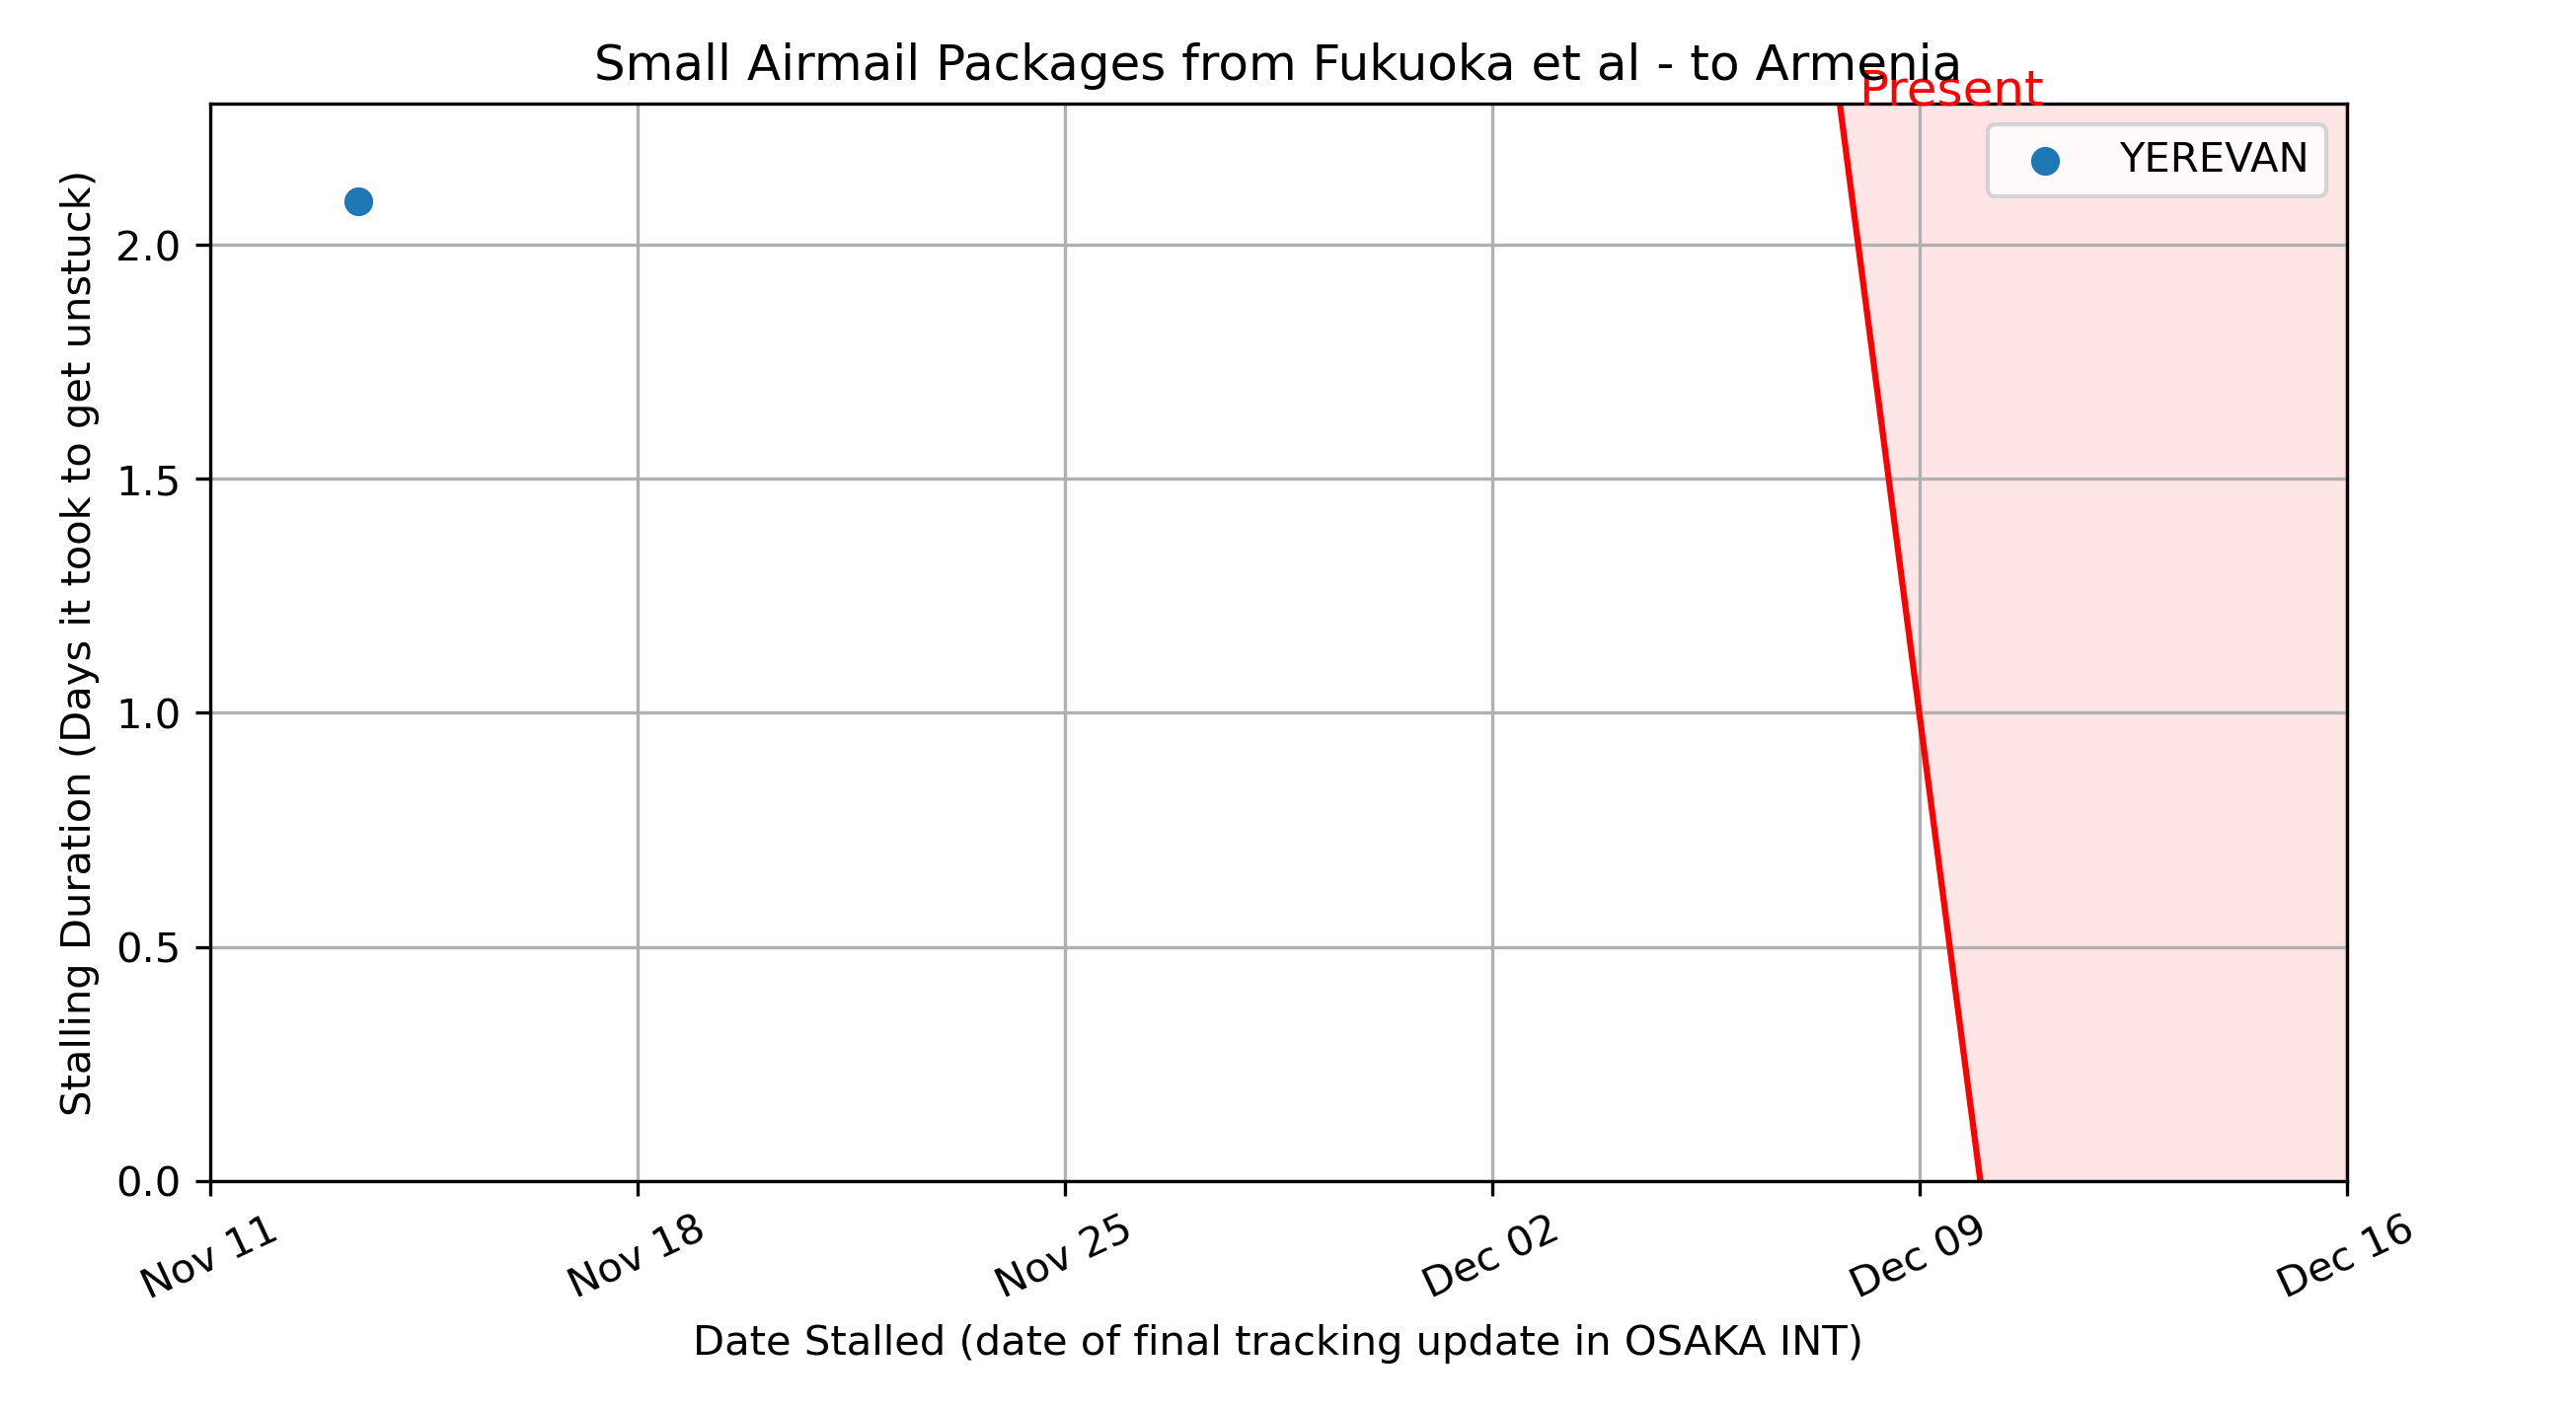 Small Airmail Packages from Fukuoka et al - to Armenia
Present
YEREVAN
Stalling Duration (Days it took to get unstuck)
2.0
1.5
1.0
0.5
0.0
Nov 11
Nov 18
Nov 25
Dec 02
Dec 09
Dec 16
Date Stalled (date of final tracking update in OSAKA INT)